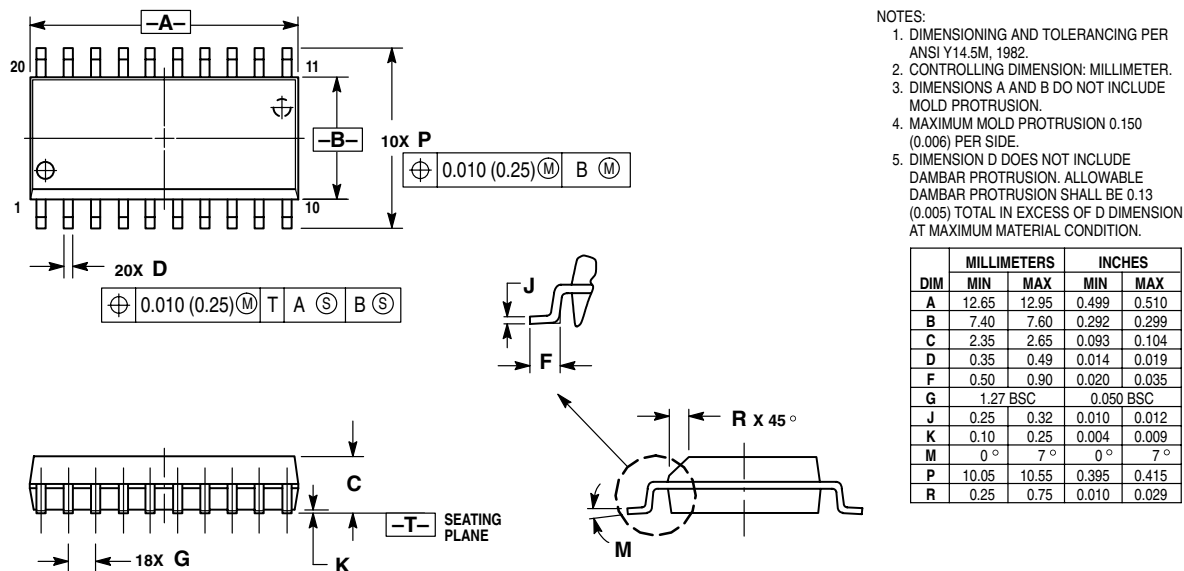 –A–
20
11
–B–
10X P
⌖ 0.010 (0.25) Ⓜ B Ⓜ
1
10
20X D
⌖ 0.010 (0.25) Ⓜ T A Ⓢ B Ⓢ
J
F
R X 45°
C
–T– SEATING
PLANE
18X G
K
M
NOTES:
1. DIMENSIONING AND TOLERANCING PER
ANSI Y14.5M, 1982.
2. CONTROLLING DIMENSION: MILLIMETER.
3. DIMENSIONS A AND B DO NOT INCLUDE
MOLD PROTRUSION.
4. MAXIMUM MOLD PROTRUSION 0.150
(0.006) PER SIDE.
5. DIMENSION D DOES NOT INCLUDE
DAMBAR PROTRUSION. ALLOWABLE
DAMBAR PROTRUSION SHALL BE 0.13
(0.005) TOTAL IN EXCESS OF D DIMENSION
AT MAXIMUM MATERIAL CONDITION.
MILLIMETERS INCHES
DIM MIN MAX MIN MAX
A 12.65 12.95 0.499 0.510
B 7.40 7.60 0.292 0.299
C 2.35 2.65 0.093 0.104
D 0.35 0.49 0.014 0.019
F 0.50 0.90 0.020 0.035
G 1.27 BSC 0.050 BSC
J 0.25 0.32 0.010 0.012
K 0.10 0.25 0.004 0.009
M 0° 7° 0° 7°
P 10.05 10.55 0.395 0.415
R 0.25 0.75 0.010 0.029